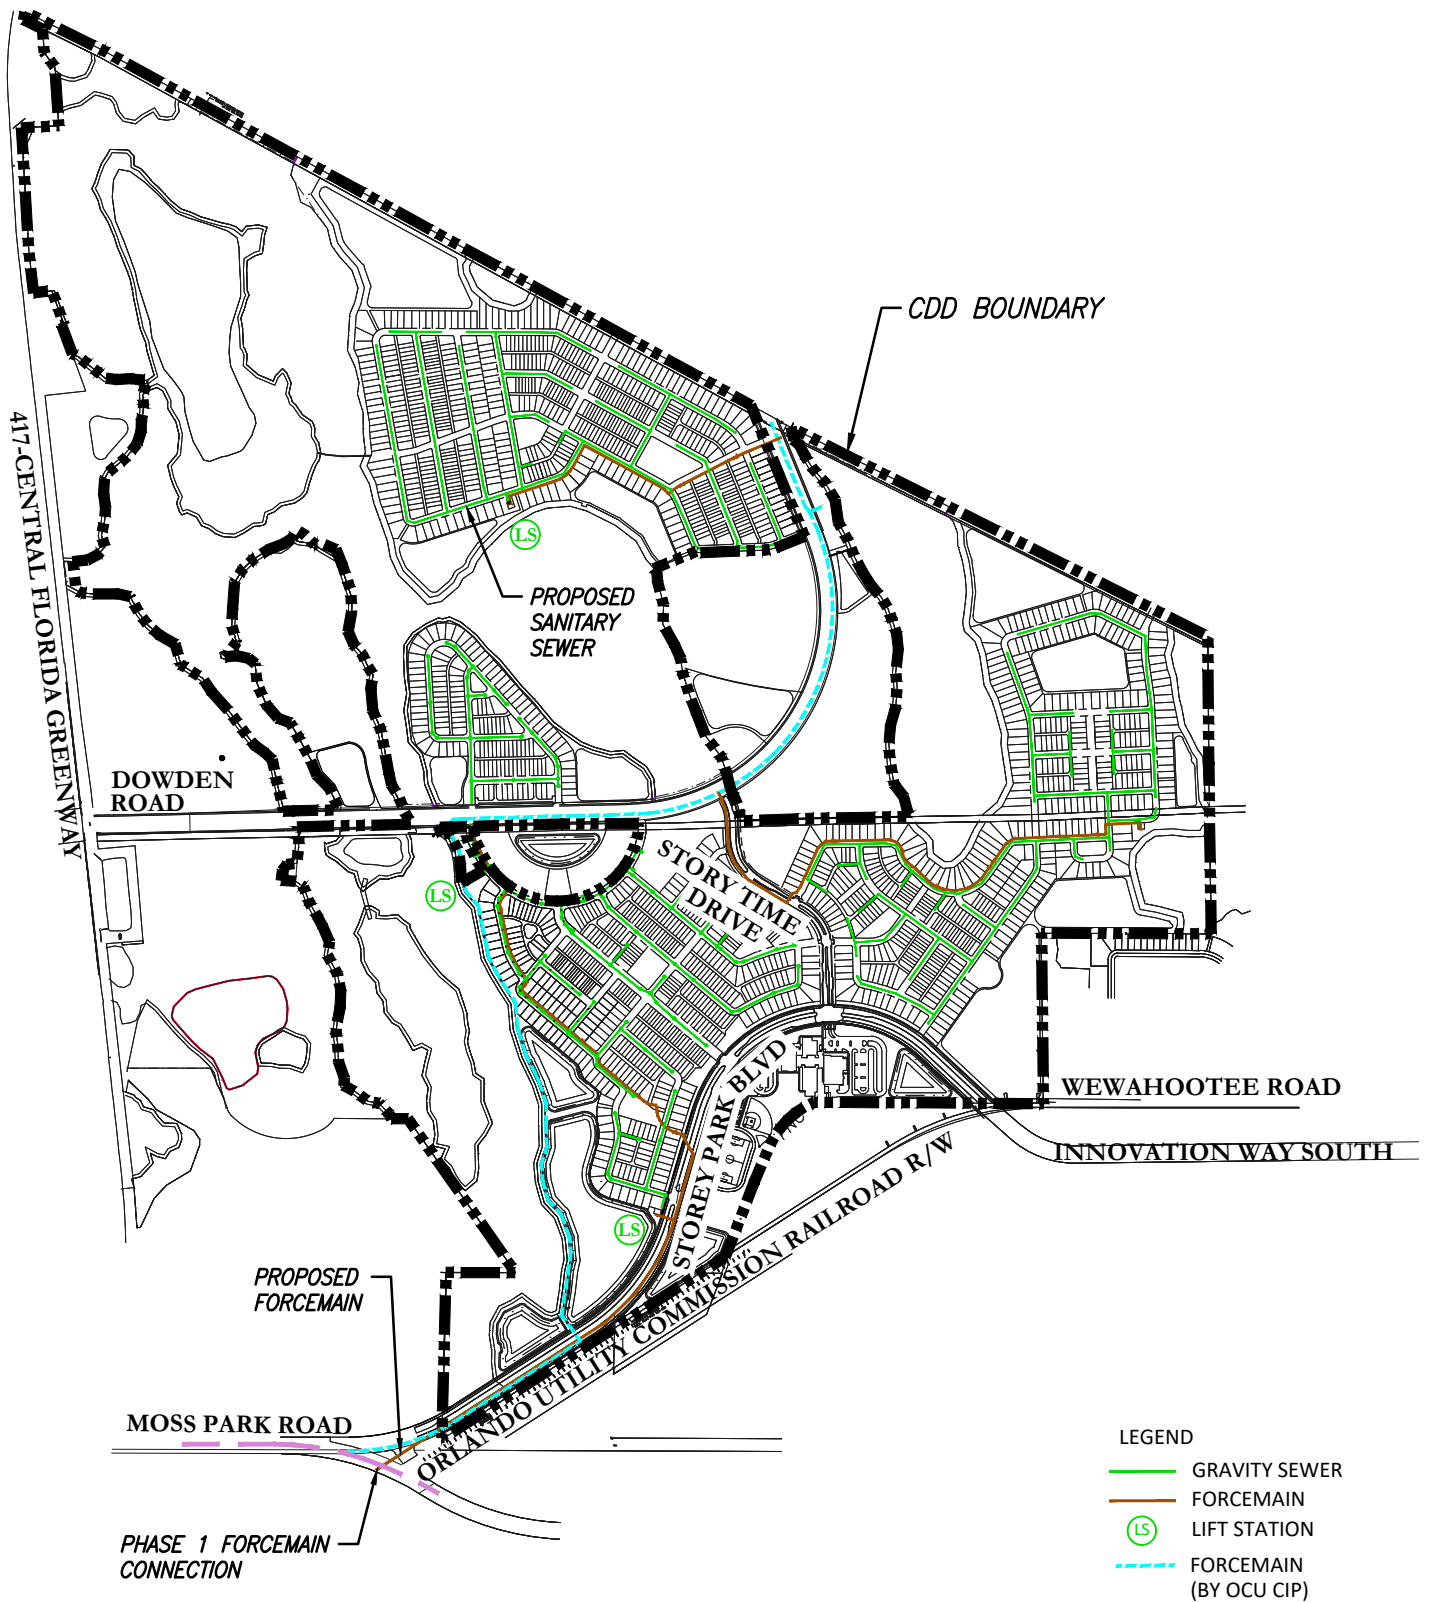 CDD BOUNDARY
417-CENTRAL FLORIDA GREENWAY
LS
PROPOSED
SANITARY
SEWER
DOWDEN
ROAD
STORY TIME
DRIVE
LS
STOREY PARK BLVD
WEWAHOOTEE ROAD
INNOVATION WAY SOUTH
LS
ORLANDO UTILITY COMMISSION RAILROAD R/W
PROPOSED
FORCEMAIN
MOSS PARK ROAD
PHASE 1 FORCEMAIN
CONNECTION
LEGEND
GRAVITY SEWER
FORCEMAIN
LS LIFT STATION
FORCEMAIN
(BY OCU CIP)